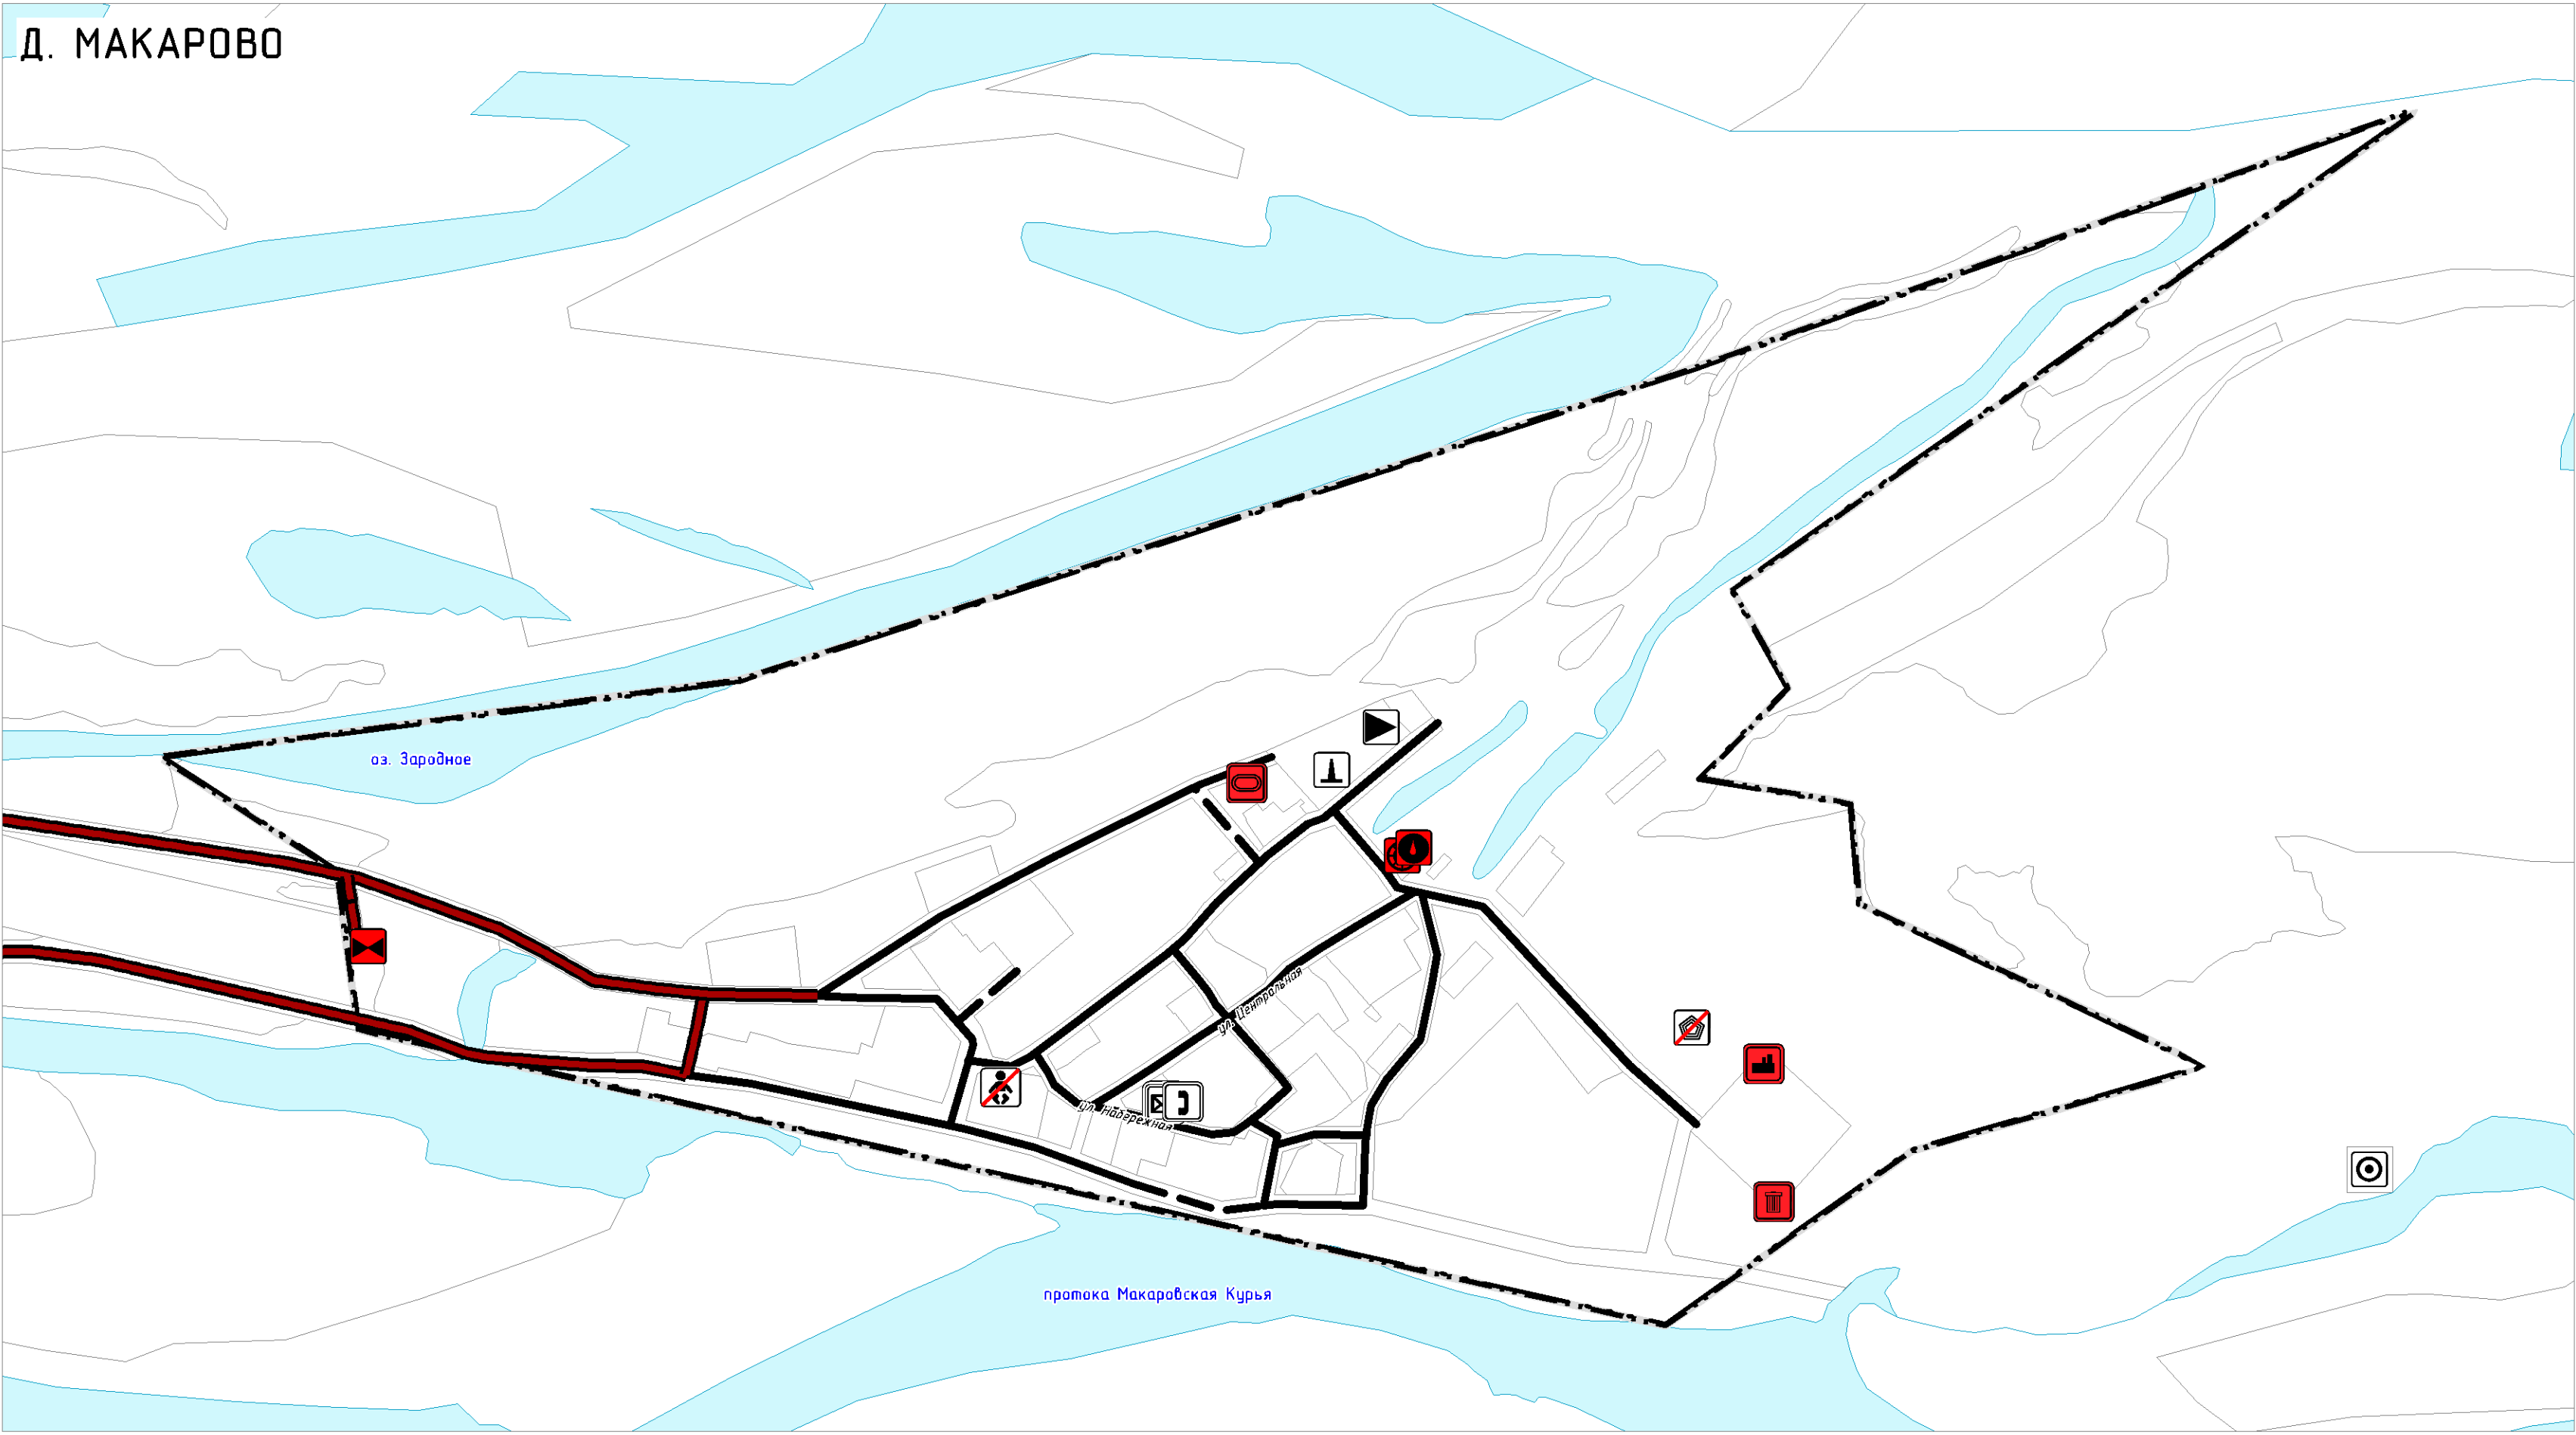 Д. МАКАРОВО
оз. Зародное
ул. Центральная
ул. Набережная
протока Макаровская Курья